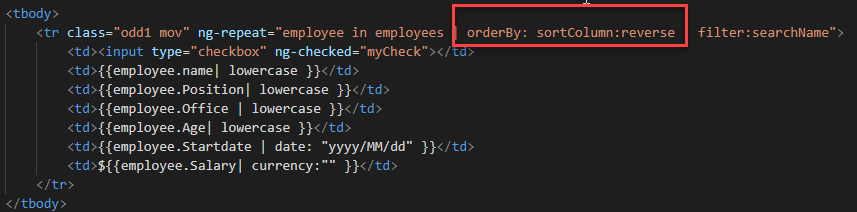 <tbody>
<tr class="odd1 mov" ng-repeat="employee in employees | orderBy: sortColumn:reverse filter:searchName">
<td><input type="checkbox" ng-checked="myCheck"></td>
<td>{{employee.name| lowercase }}</td>
<td>{{employee.Position| lowercase }}</td>
<td>{{employee.Office | lowercase }}</td>
<td>{{employee.Age| lowercase }}</td>
<td>{{employee.Startdate | date: "yyyy/MM/dd" }}</td>
<td>${{employee.Salary| currency:"" }}</td>
</tr>
</tbody>